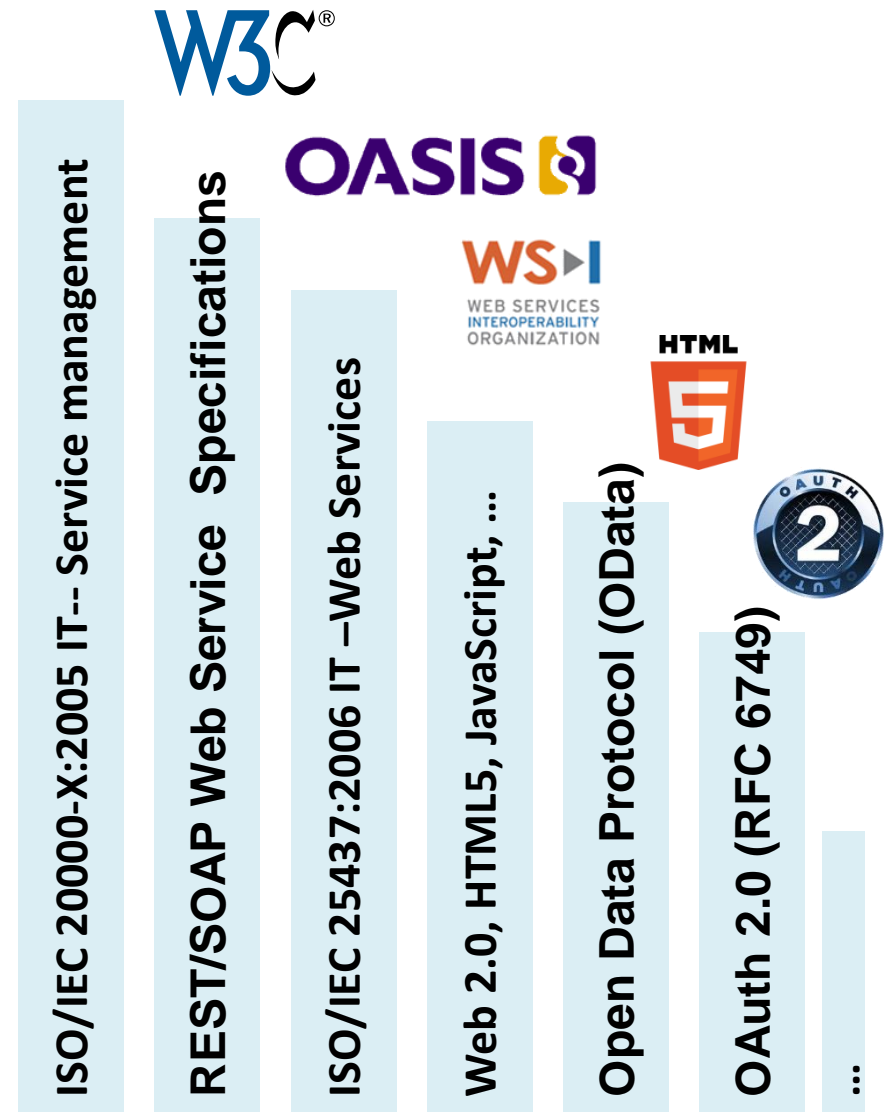 W3C®
OASIS
WS I
WEB SERVICES
INTEROPERABILITY
ORGANIZATION
HTML
5
OAUTH
2
OAUTH
ISO/IEC 20000-X:2005 IT-- Service management
REST/SOAP Web Service  Specifications
ISO/IEC 25437:2006 IT –Web Services
Web 2.0, HTML5, JavaScript, ...
Open Data Protocol (OData)
OAuth 2.0 (RFC 6749)
...